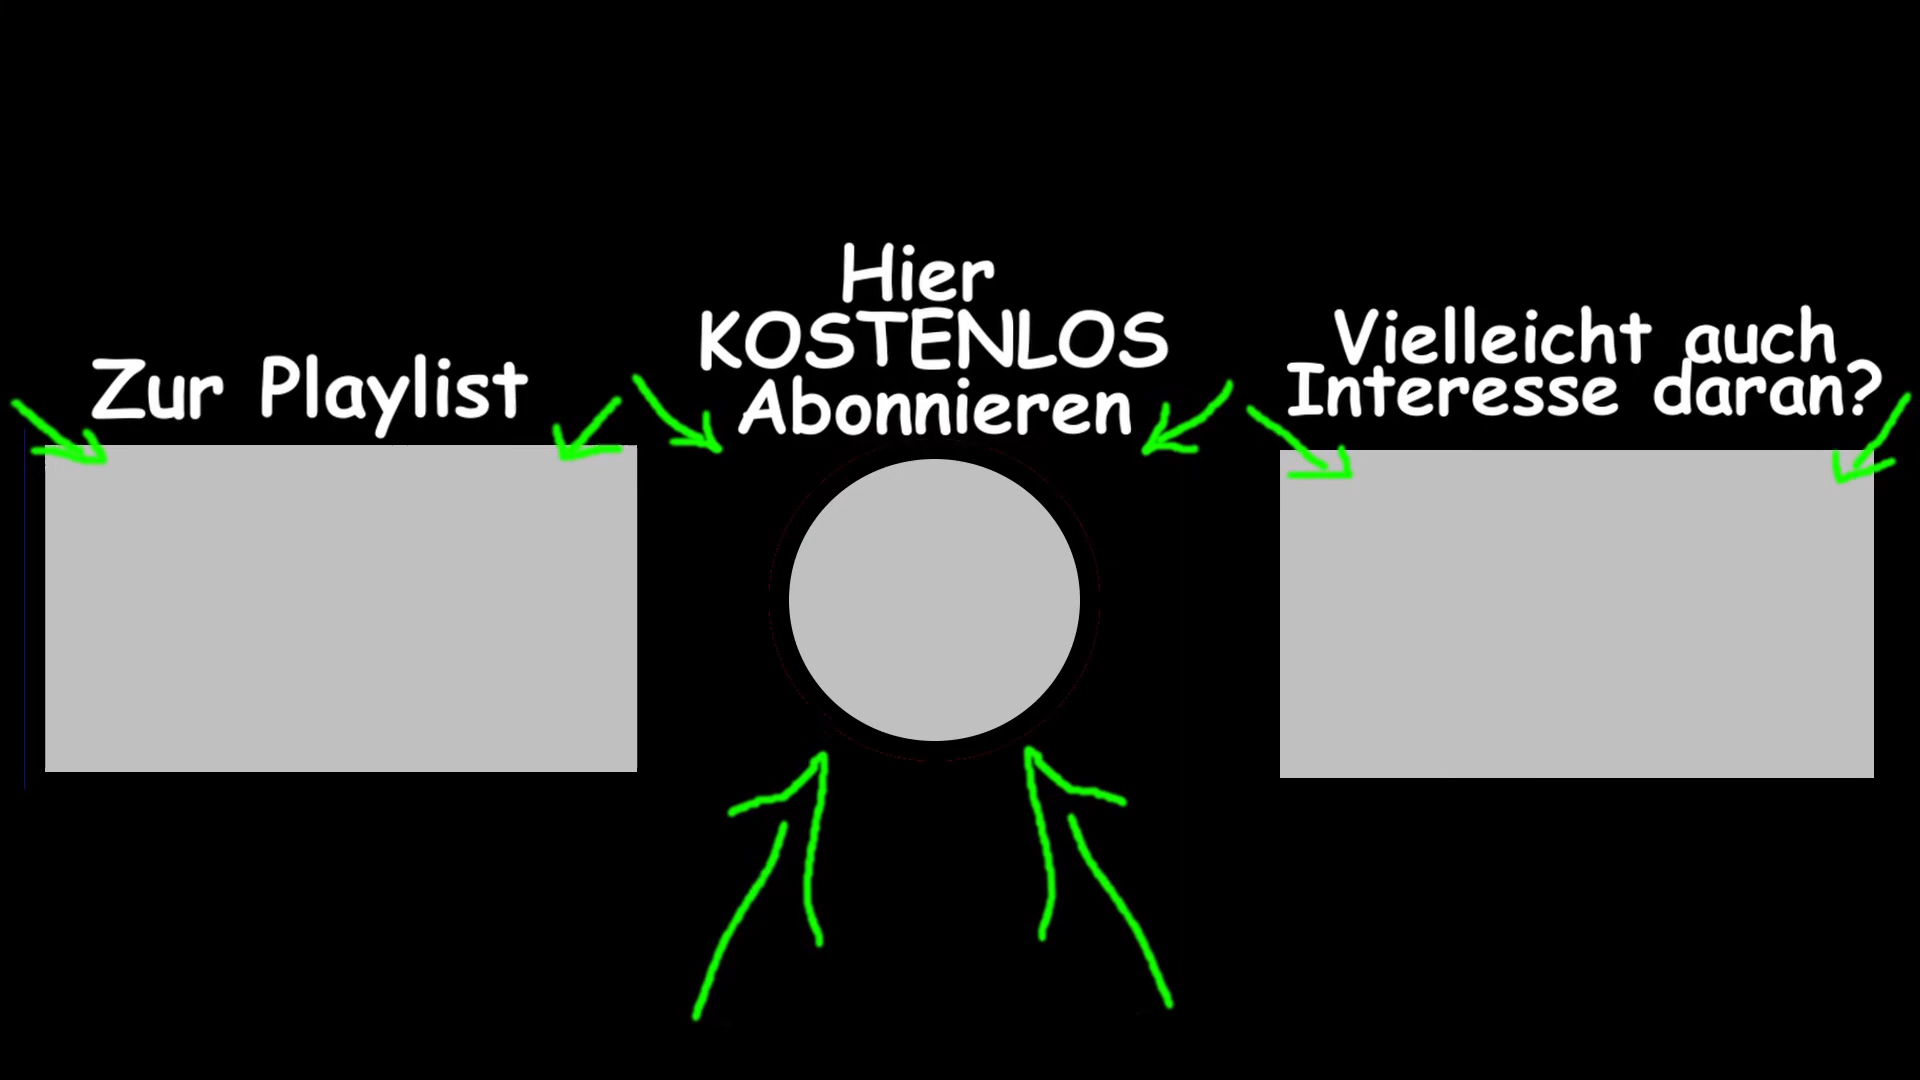 Zur Playlist
Hier
KOSTENLOS
Abonnieren
Vielleicht auch
Interesse daran?